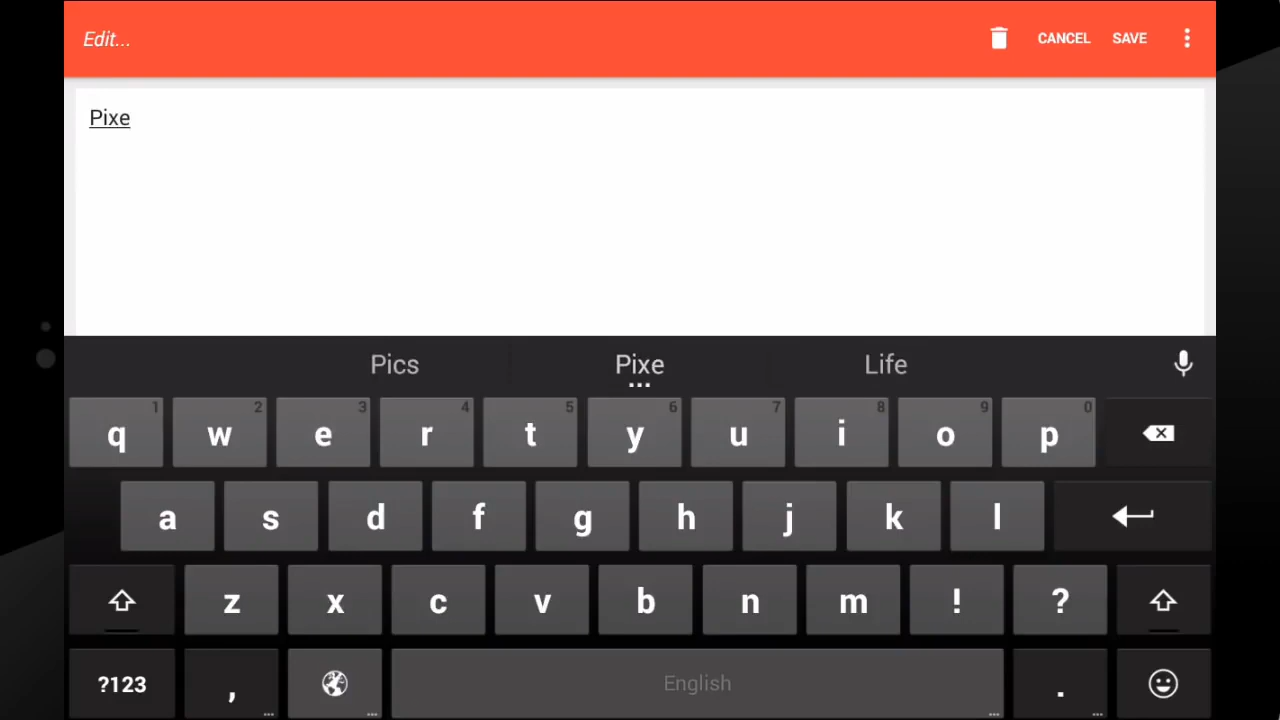 Edit...
CANCEL
SAVE
Pixe
Pics
Pixe
Life
q 1 w 2 e 3 r 4 t 5 y 6 u 7 i 8 o 9 p 0
a s d f g h j k l
z x c v b n m ! ?
?123 , English .